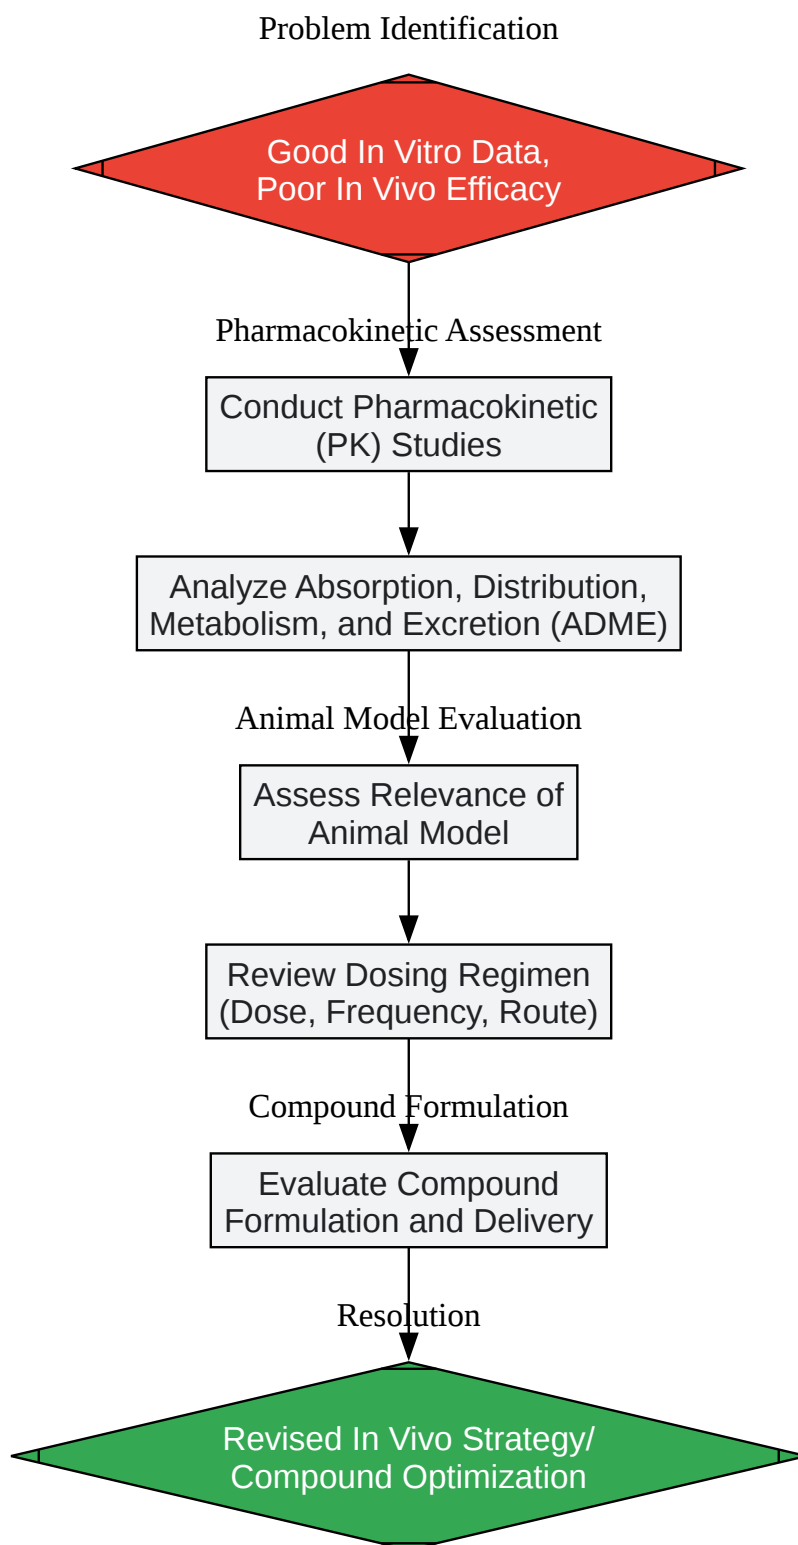 Problem Identification
Good In Vitro Data,
Poor In Vivo Efficacy
Pharmacokinetic Assessment
Conduct Pharmacokinetic
(PK) Studies
Analyze Absorption, Distribution,
Metabolism, and Excretion (ADME)
Animal Model Evaluation
Assess Relevance of
Animal Model
Review Dosing Regimen
(Dose, Frequency, Route)
Compound Formulation
Evaluate Compound
Formulation and Delivery
Resolution
Revised In Vivo Strategy/
Compound Optimization